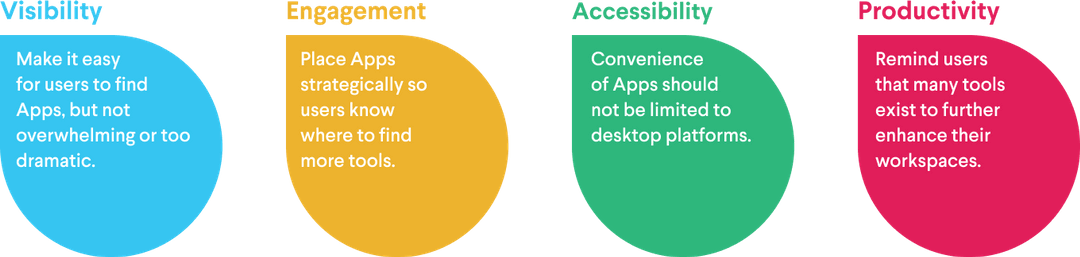 Visibility
Make it easy
for users to find
Apps, but not
overwhelming or too
dramatic.
Engagement
Place Apps
strategically so
users know
where to find
more tools.
Accessibility
Convenience
of Apps should
not be limited to
desktop platforms.
Productivity
Remind users
that many tools
exist to further
enhance their
workspaces.